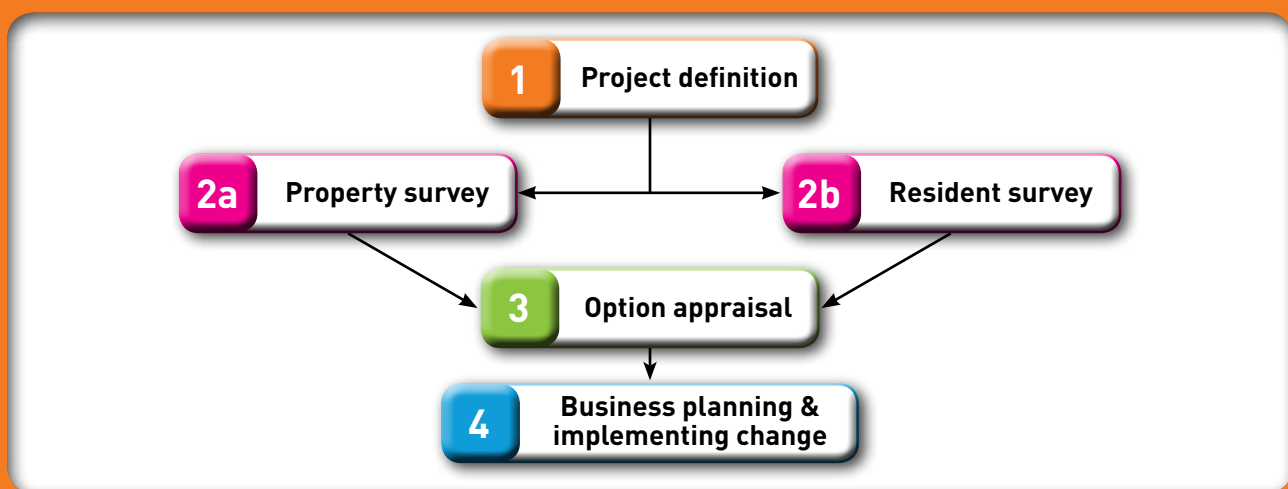 1 Project definition
2a Property survey
2b Resident survey
3 Option appraisal
4 Business planning &
implementing change